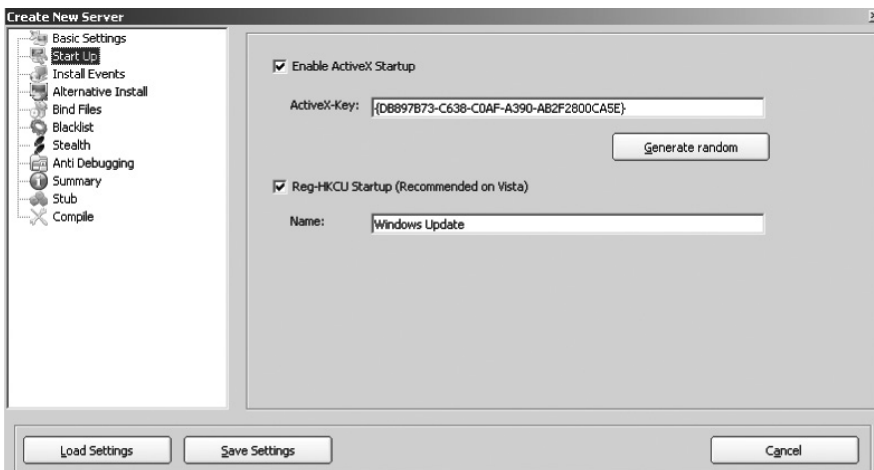 Create New Server
Basic Settings
Start Up
Install Events
Alternative Install
Bind Files
Blacklist
Stealth
Anti Debugging
Summary
Stub
Compile
Enable ActiveX Startup
ActiveX-Key: {DB897B73-C638-C0AF-A390-AB2F2800CA5E}
Generate random
Reg-HKCU Startup (Recommended on Vista)
Name: Windows Update
Load Settings
Save Settings
Cancel